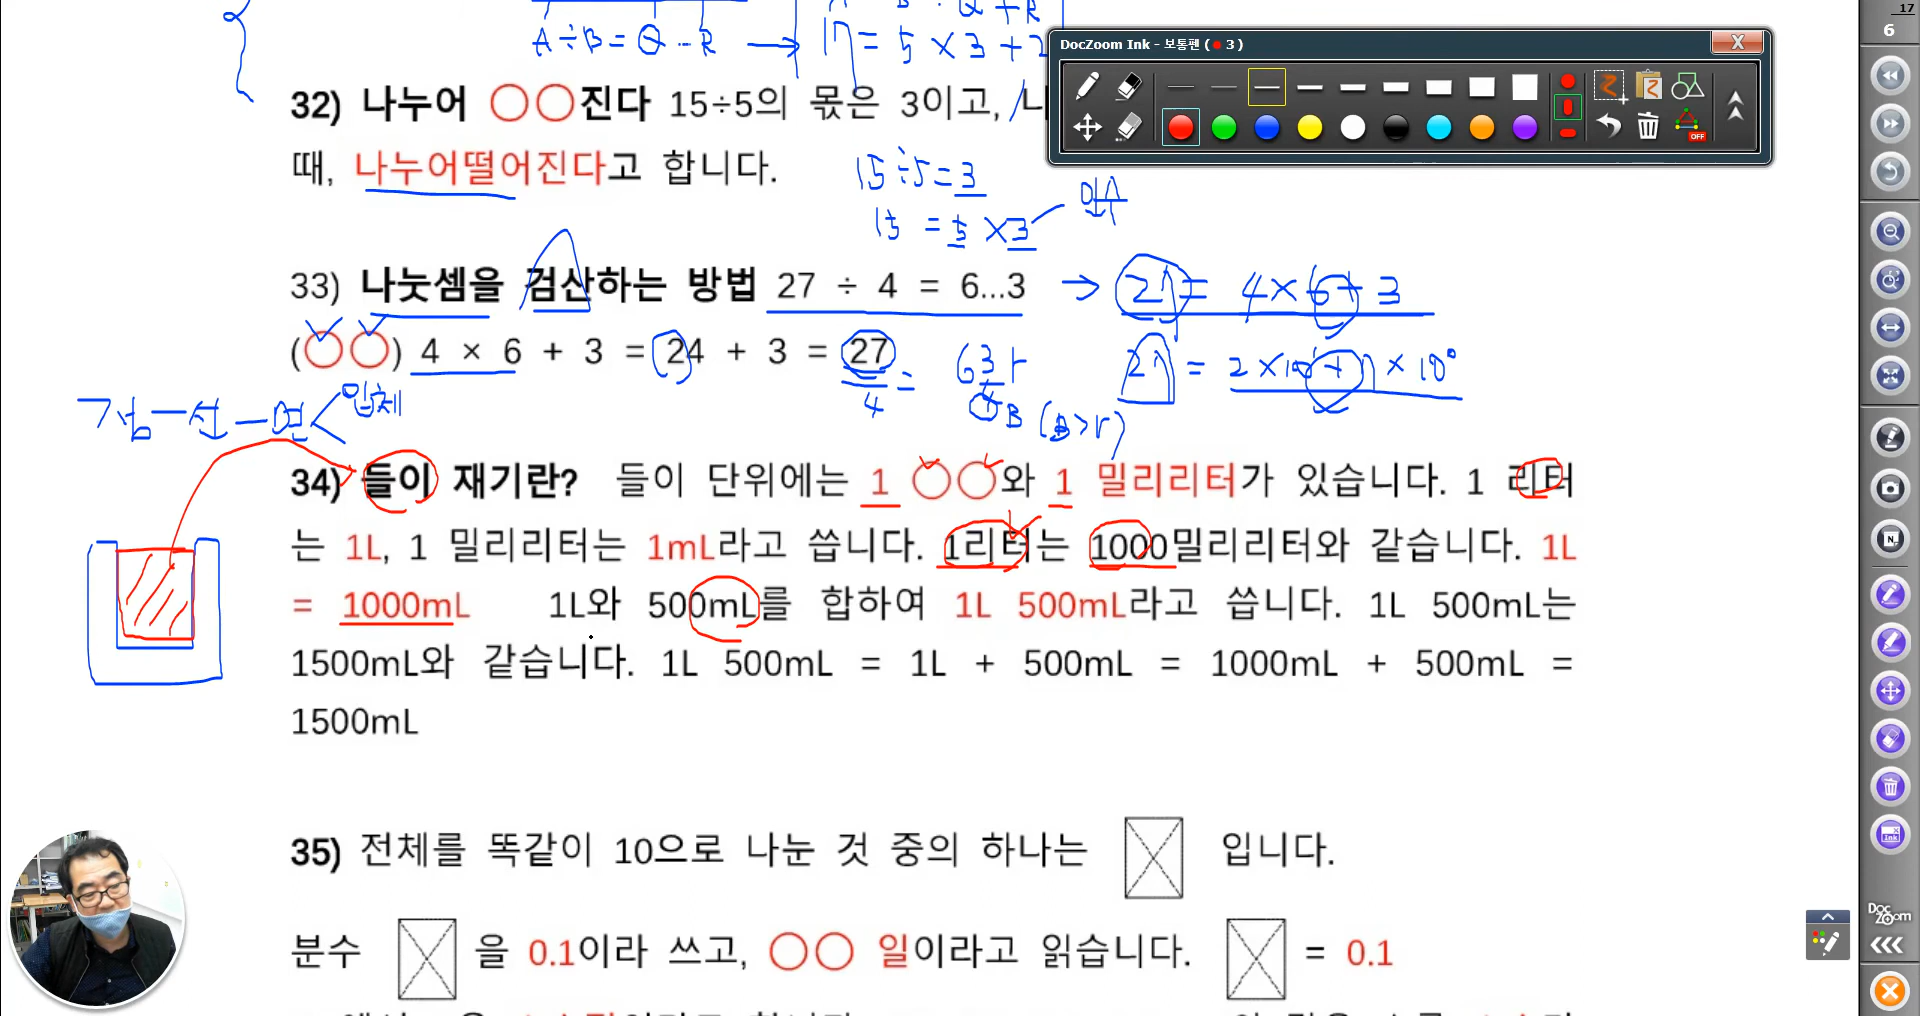 17
6
A÷B=Q…R → 17= 5×3+2
DocZoom Ink - 보통펜 ( 3 )
X
OFF
32) 나누어 ○○진다 15÷5의 몫은 3이고, 나
때, 나누어떨어진다고 합니다.
15÷5=3
15 = 5×3
인수
33) 나눗셈을 검산하는 방법 27 ÷ 4 = 6...3 → 27= 4×6+3
(○○) 4 × 6 + 3 = 24 + 3 = 27
27 = 2×10+7×10⁰
4 =
B (B>r)
점-선-면 입체
34) 들이 재기란? 들이 단위에는 1 ○○와 1 밀리리터가 있습니다. 1 리터
는 1L, 1 밀리리터는 1mL라고 씁니다. 1리터는 1000밀리리터와 같습니다. 1L
= 1000mL 1L와 500mL를 합하여 1L 500mL라고 씁니다. 1L 500mL는
1500mL와 같습니다. 1L 500mL = 1L + 500mL = 1000mL + 500mL =
1500mL
35) 전체를 똑같이 10으로 나눈 것 중의 하나는 입니다.
분수 을 0.1이라 쓰고, ○○ 일이라고 읽습니다. = 0.1
Doc Zoom